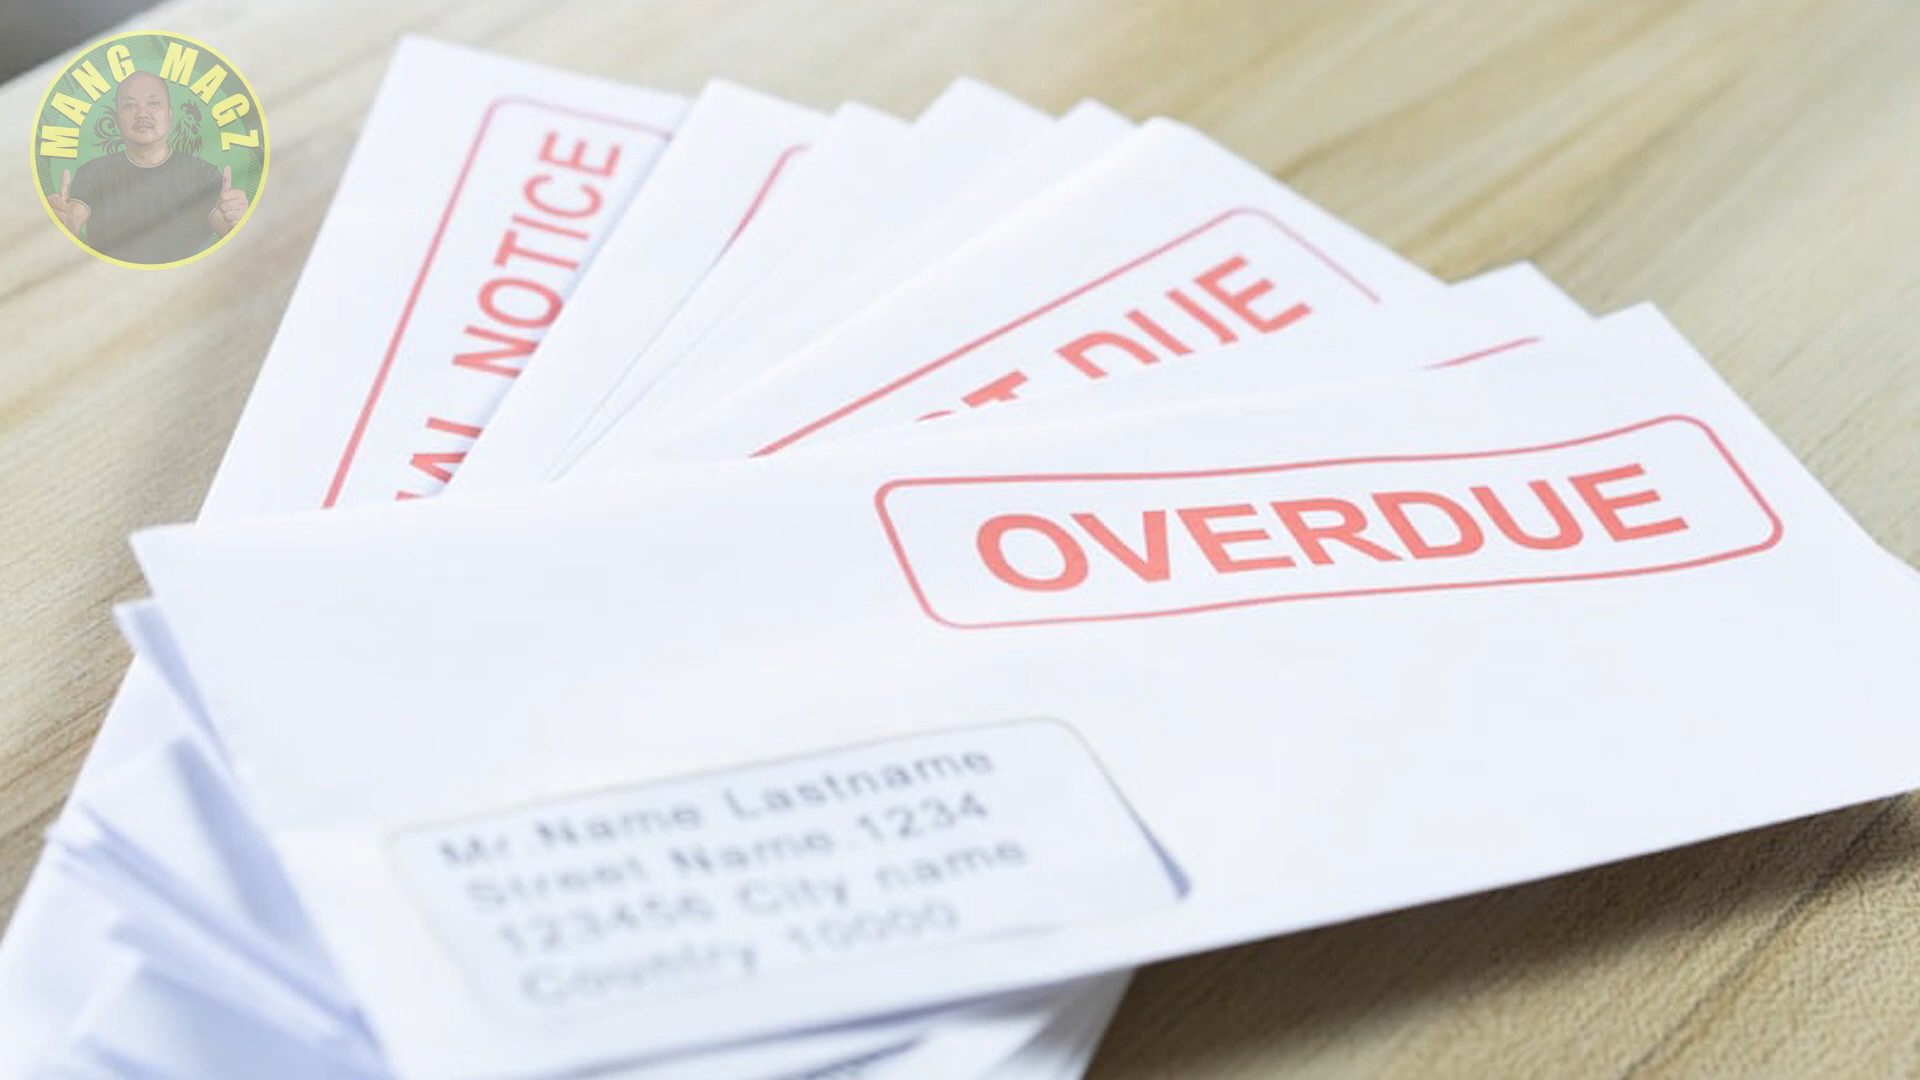 MANG MAGZ
NOTICE
DUE
OVERDUE
Mr.Name Lastname
Street Name.1234
123456 City name
Country 10000